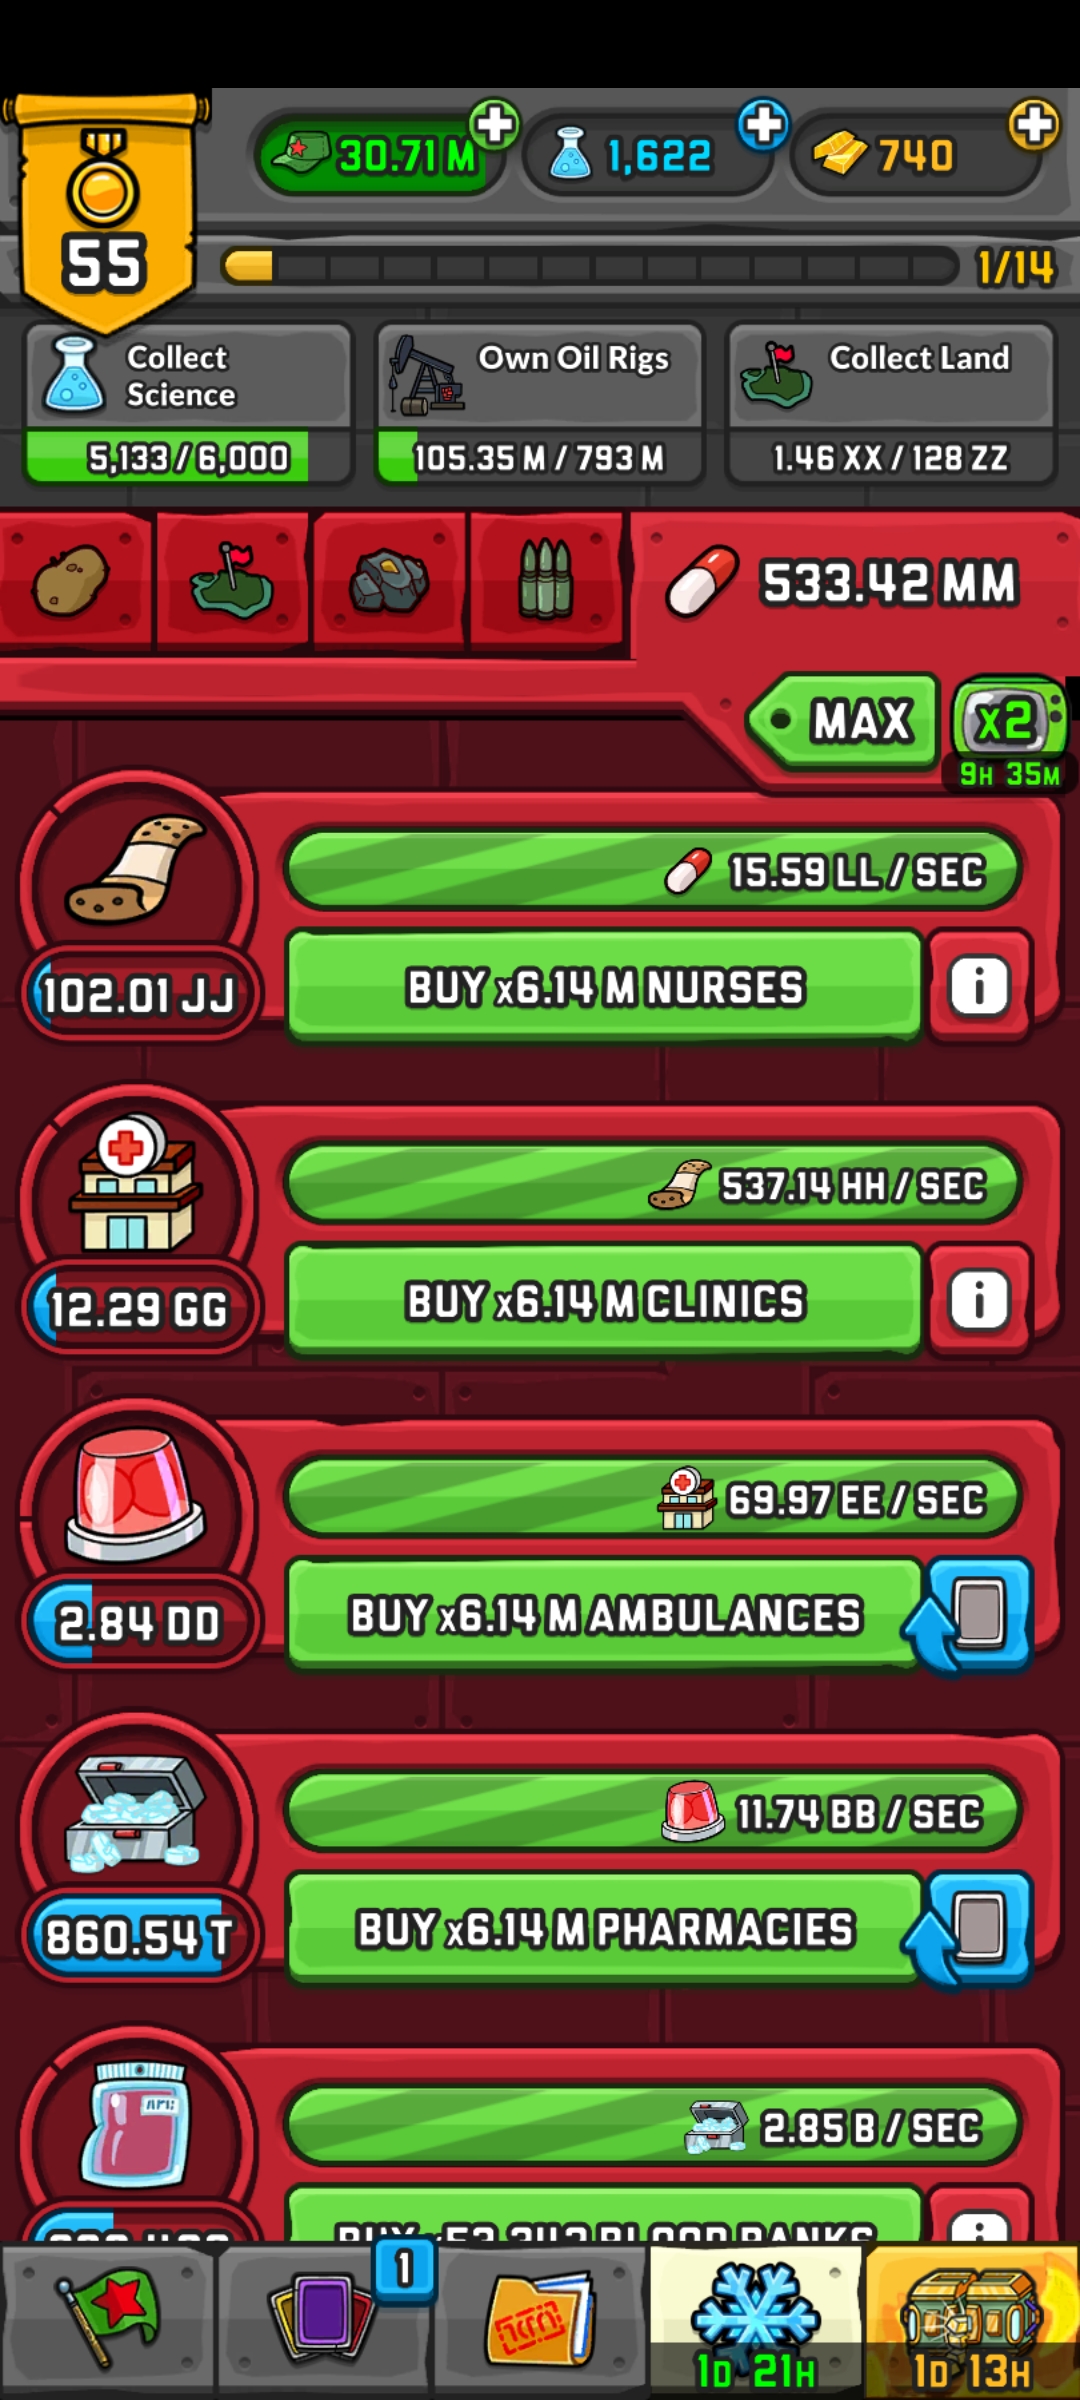 30.71 M
1,622
740
55
1/14
Collect
Science
5,133 / 6,000
Own Oil Rigs
105.35 M / 793 M
Collect Land
1.46 XX / 128 ZZ
533.42 MM
MAX
x2
9H 35M
15.59 LL / SEC
102.01 JJ
BUY x6.14 M NURSES
i
537.14 HH / SEC
12.29 GG
BUY x6.14 M CLINICS
i
69.97 EE / SEC
2.84 DD
BUY x6.14 M AMBULANCES
11.74 BB / SEC
860.54 T
BUY x6.14 M PHARMACIES
2.85 B / SEC
BLOOD BANKS
i
1
1D 21H
1D 13H